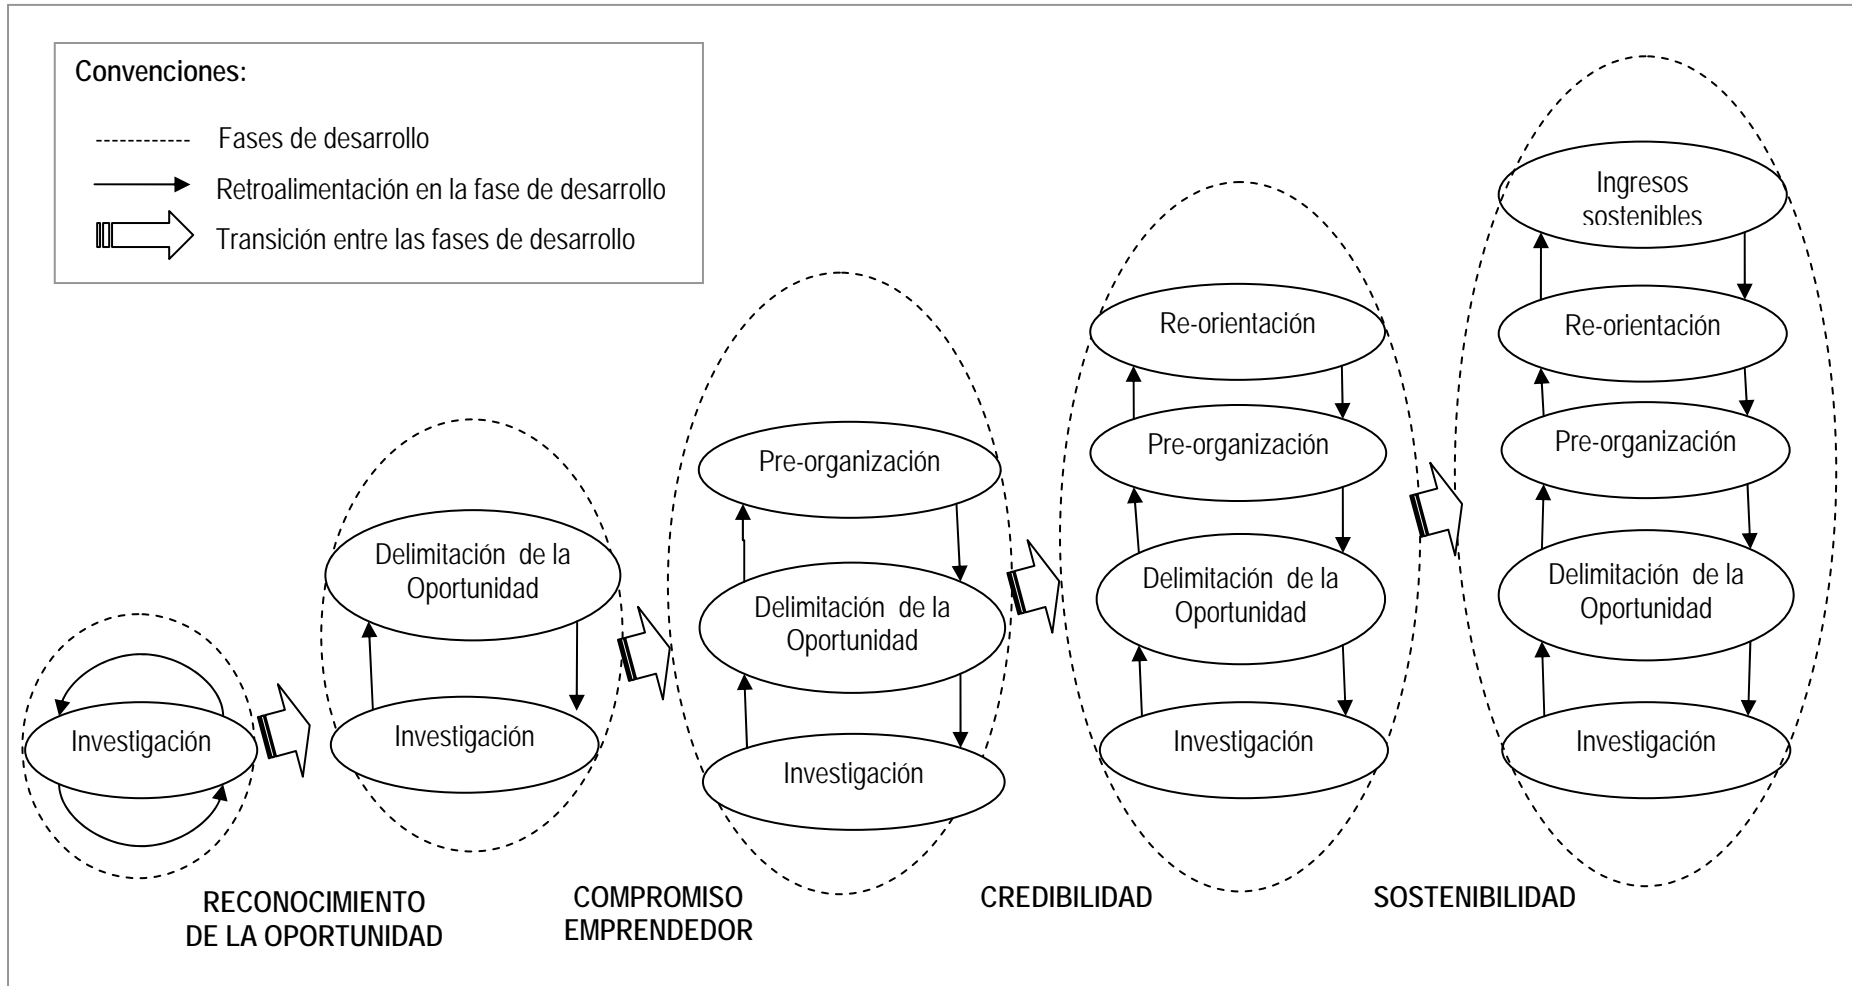 Convenciones:
Fases de desarrollo
Retroalimentación en la fase de desarrollo
Transición entre las fases de desarrollo
Investigación
Delimitación de la
Oportunidad
Investigación
Pre-organización
Delimitación de la
Oportunidad
Investigación
Re-orientación
Pre-organización
Delimitación de la
Oportunidad
Investigación
Ingresos
sostenibles
Re-orientación
Pre-organización
Delimitación de la
Oportunidad
Investigación
RECONOCIMIENTO
DE LA OPORTUNIDAD
COMPROMISO
EMPRENDEDOR
CREDIBILIDAD
SOSTENIBILIDAD